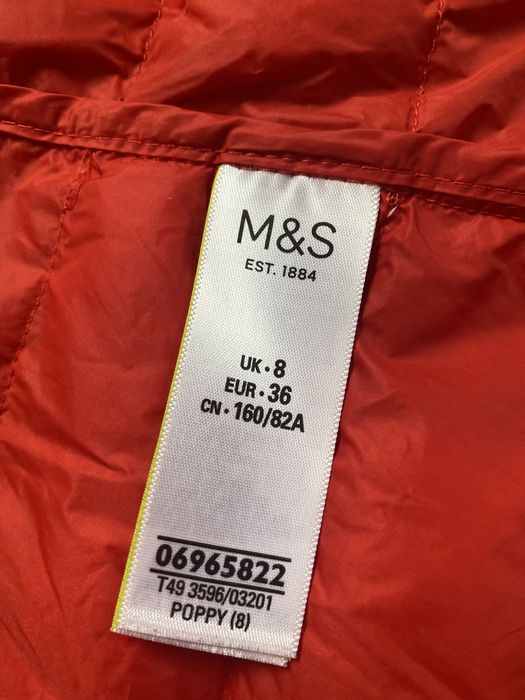 M&S
EST. 1884
UK • 8
EUR • 36
CN • 160/82A
06965822
T49 3596/03201
POPPY (8)